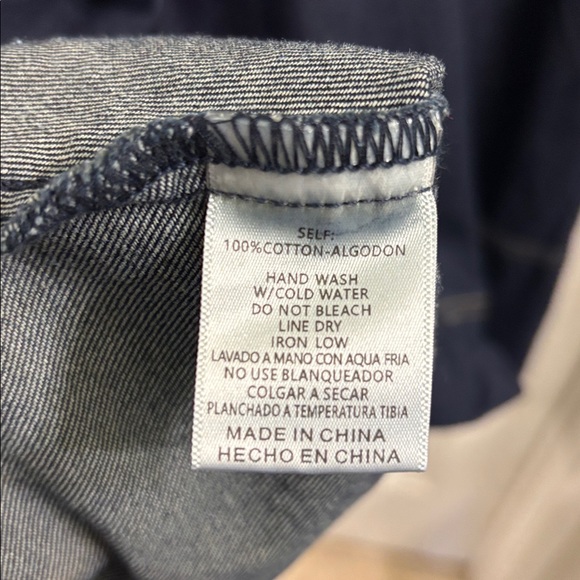 SELF:
100%COTTON-ALGODON
HAND WASH
W/COLD WATER
DO NOT BLEACH
LINE DRY
IRON LOW
LAVADO A MANO CON AQUA FRIA
NO USE BLANQUEADOR
COLGAR A SECAR
PLANCHADO A TEMPERATURA TIBIA
MADE IN CHINA
HECHO EN CHINA